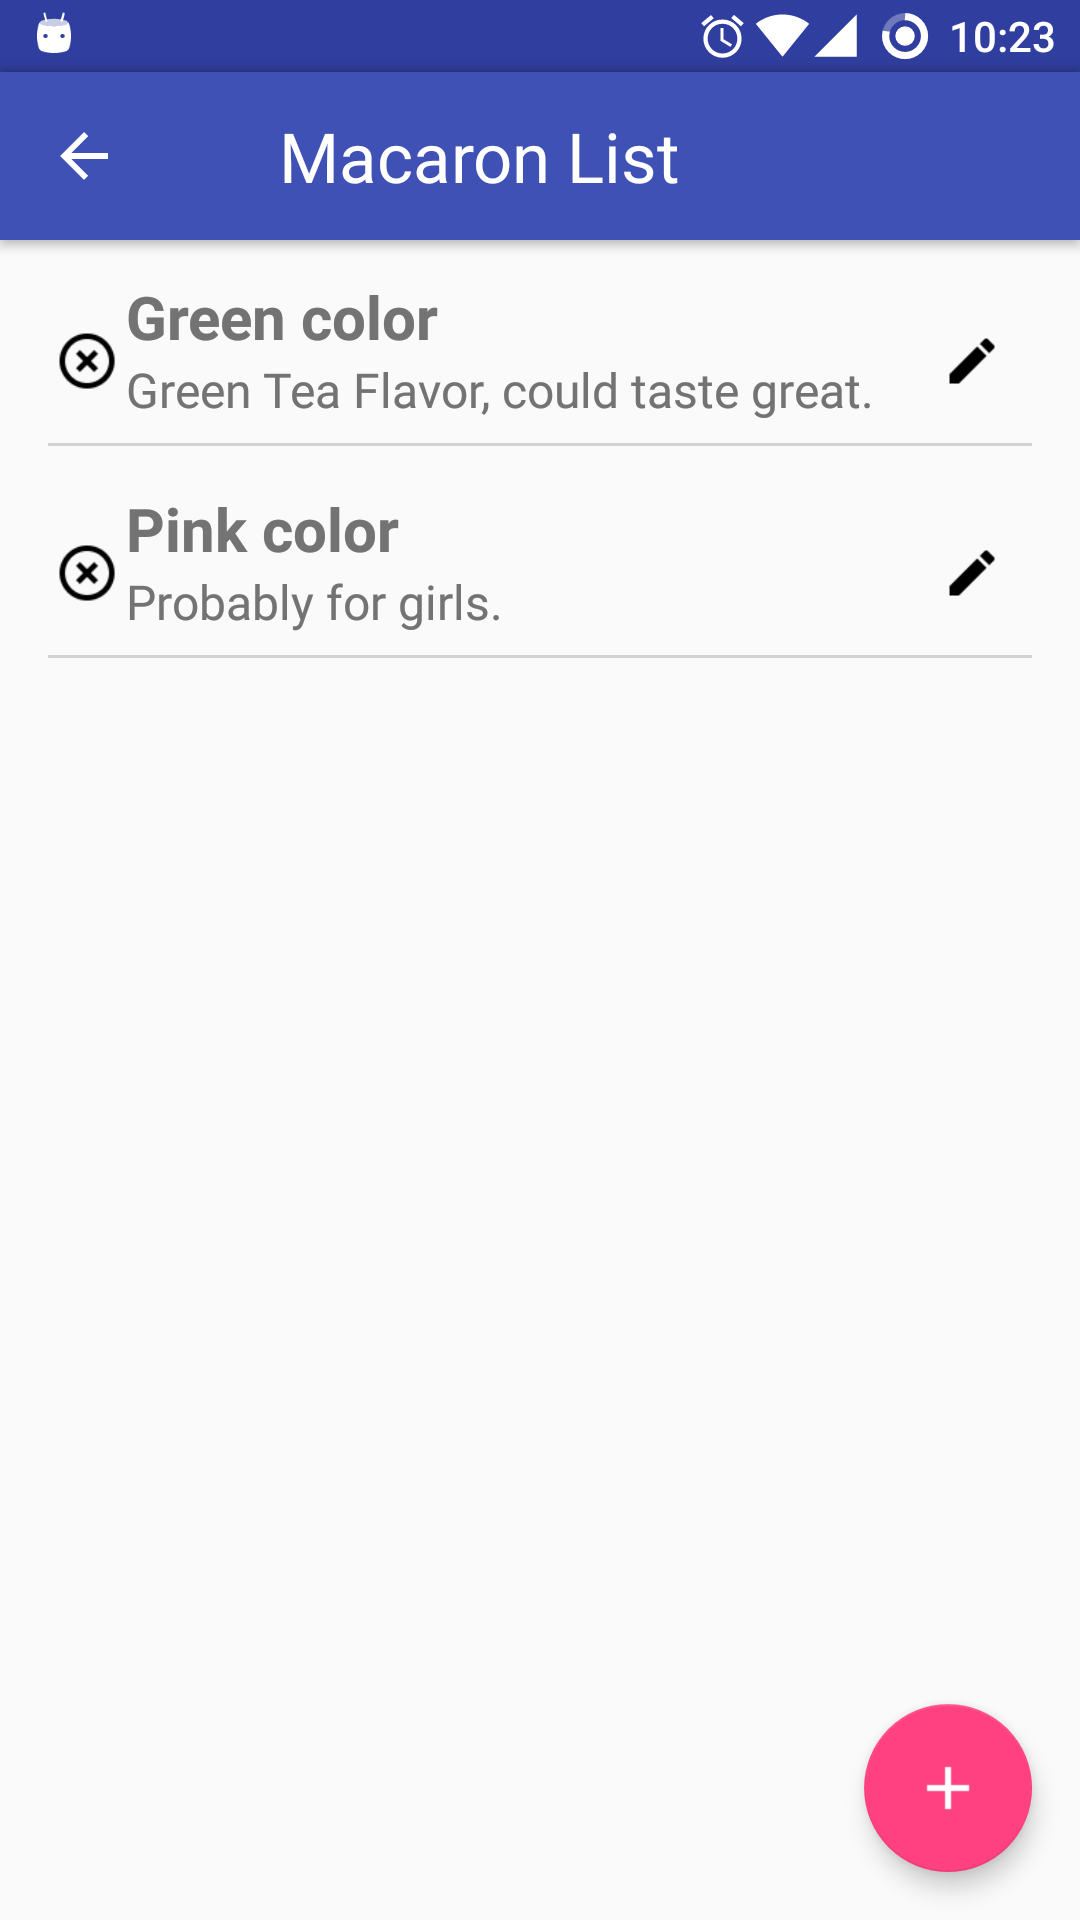 10:23
Macaron List
Green color
Green Tea Flavor, could taste great.
Pink color
Probably for girls.